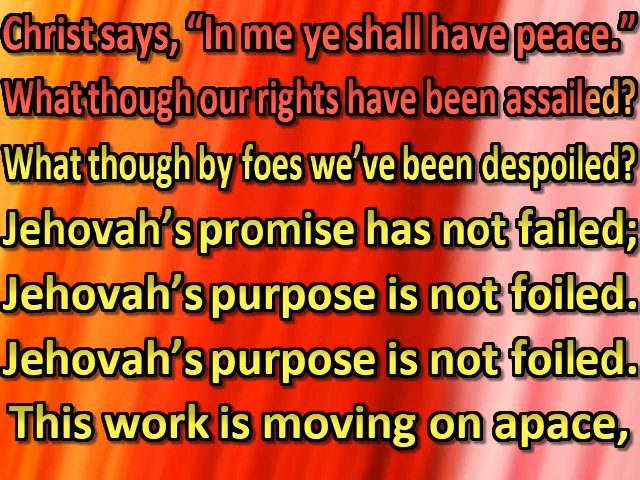 Christ says, “In me ye shall have peace.”
What though our rights have been assailed?
What though by foes we’ve been despoiled?
Jehovah’s promise has not failed;
Jehovah’s purpose is not foiled.
Jehovah’s purpose is not foiled.
This work is moving on apace,